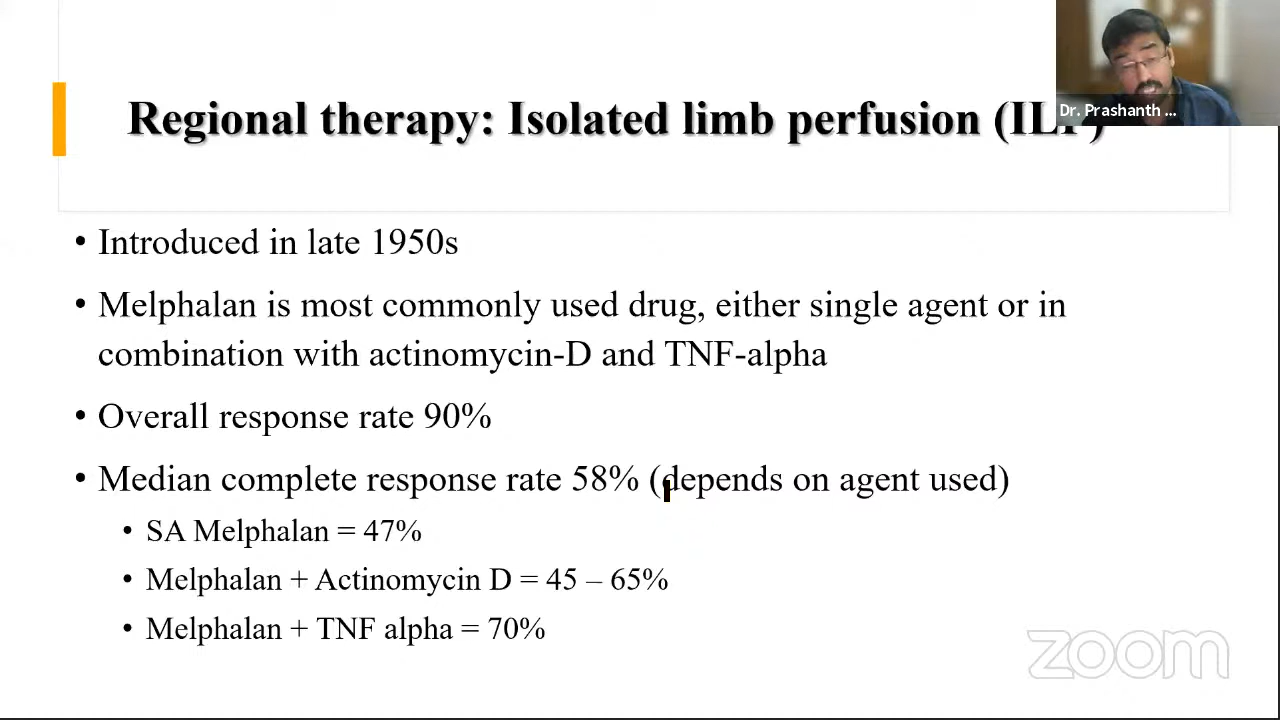 Regional therapy: Isolated limb perfusion (ILP)
Dr. Prashanth ...
• Introduced in late 1950s
• Melphalan is most commonly used drug, either single agent or in
combination with actinomycin-D and TNF-alpha
• Overall response rate 90%
• Median complete response rate 58% (depends on agent used)
• SA Melphalan = 47%
• Melphalan + Actinomycin D = 45 – 65%
• Melphalan + TNF alpha = 70%
zoom